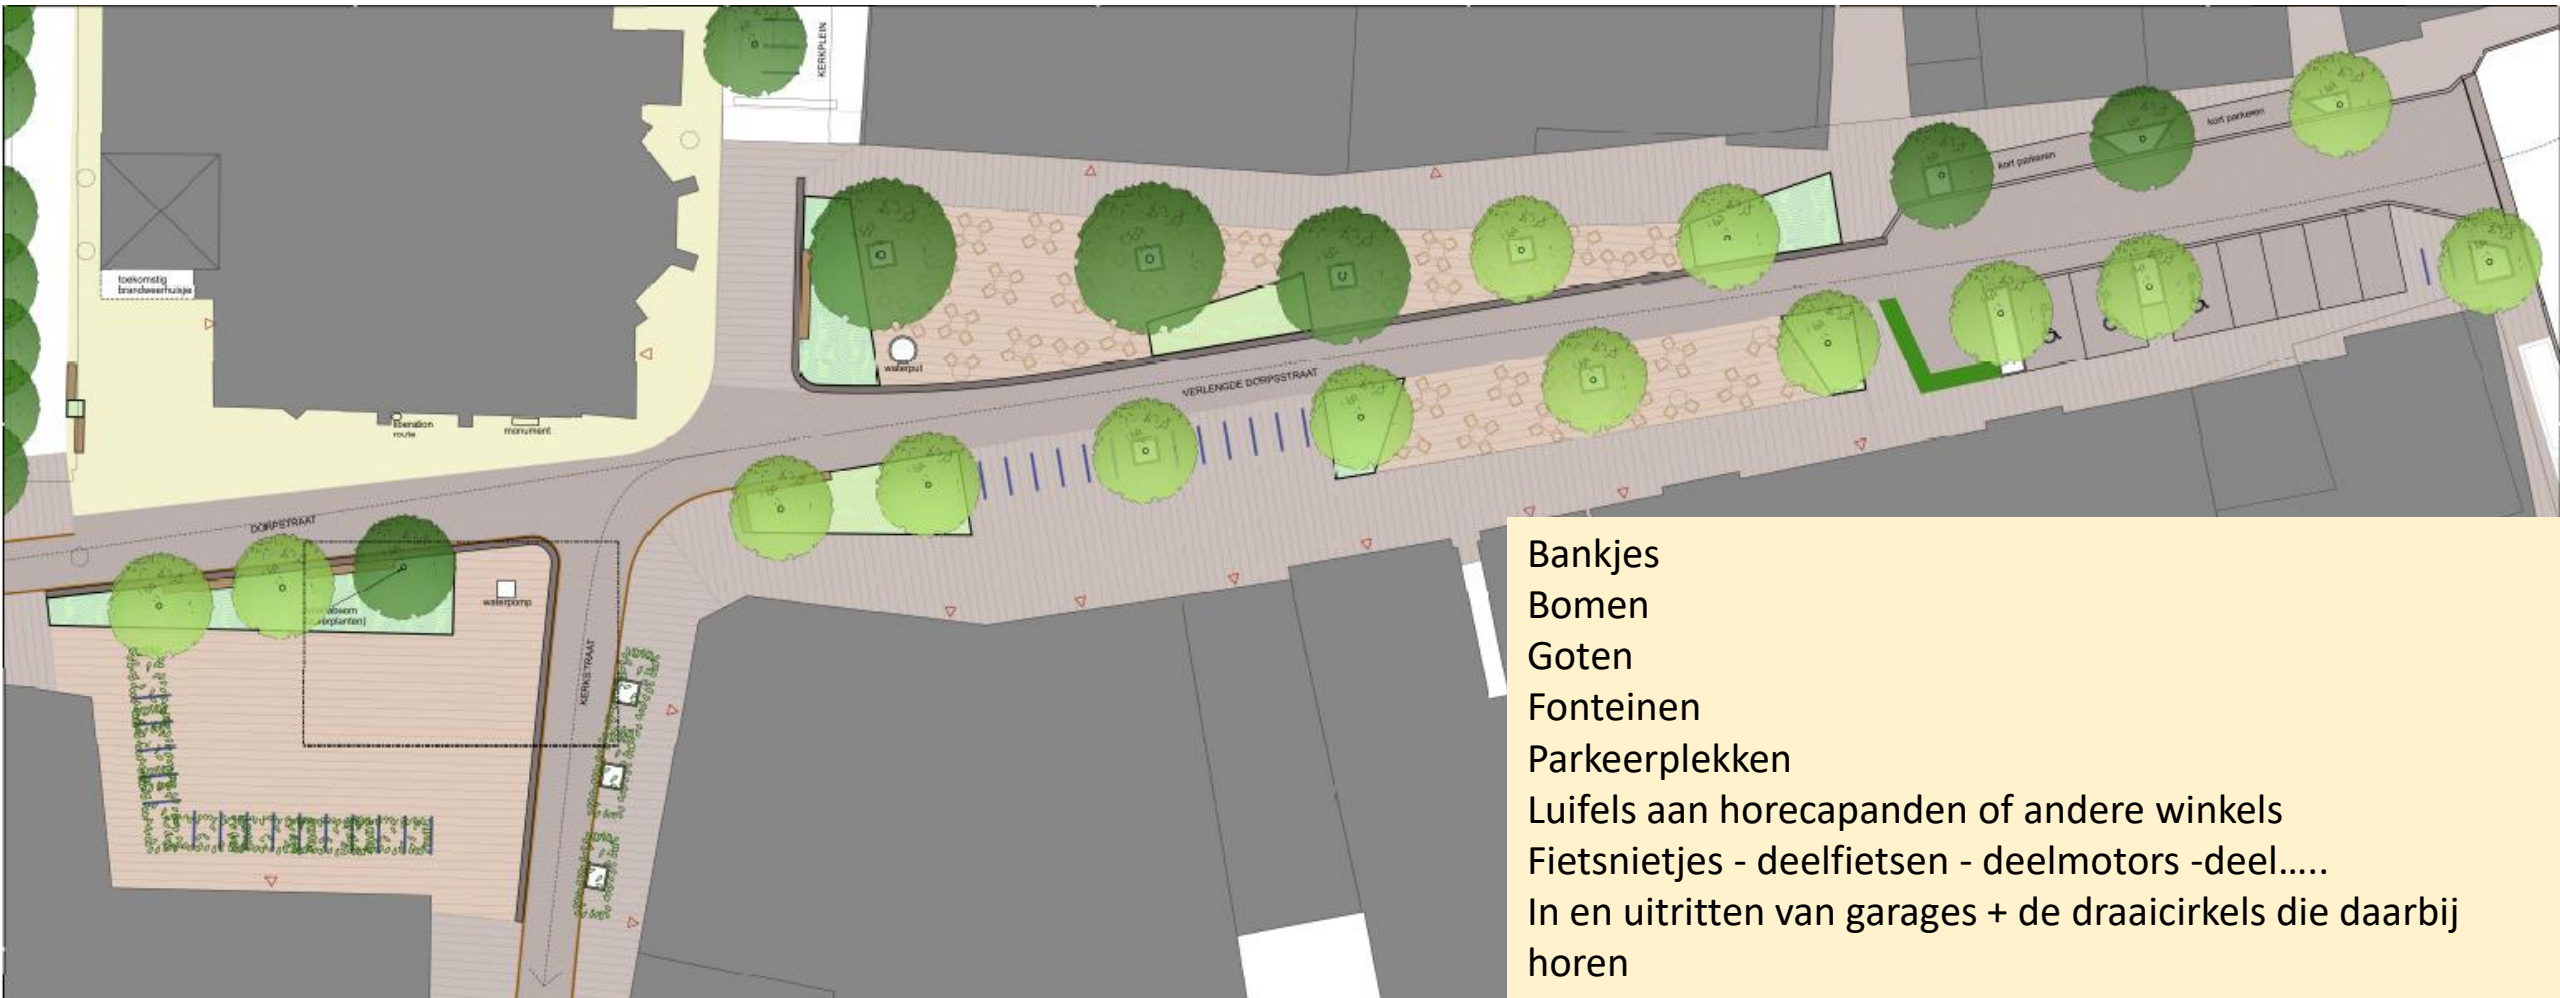 KERKPLEIN
kort parkeren
kort parkeren
toekomstig
brandweerhuisje
waterput
VERLENGDE DORPSSTRAAT
liberation
route
monument
DORPSTRAAT
waterpomp
KERKSTRAAT
Bankjes
Bomen
Goten
Fonteinen
Parkeerplekken
Luifels aan horecapanden of andere winkels
Fietsnietjes - deelfietsen - deelmotors -deel.....
In en uitritten van garages + de draaicirkels die daarbij
horen